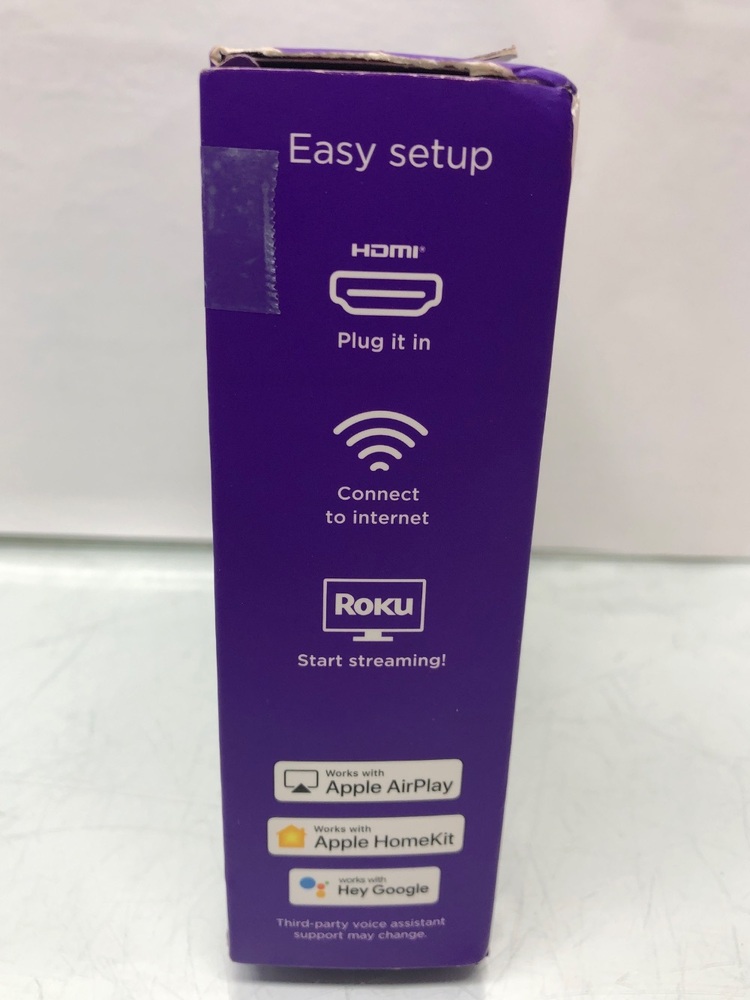 Easy setup
HDMI®
Plug it in
Connect
to internet
Roku
Start streaming!
Works with
Apple AirPlay
Works with
Apple HomeKit
works with
Hey Google
Third-party voice assistant
support may change.